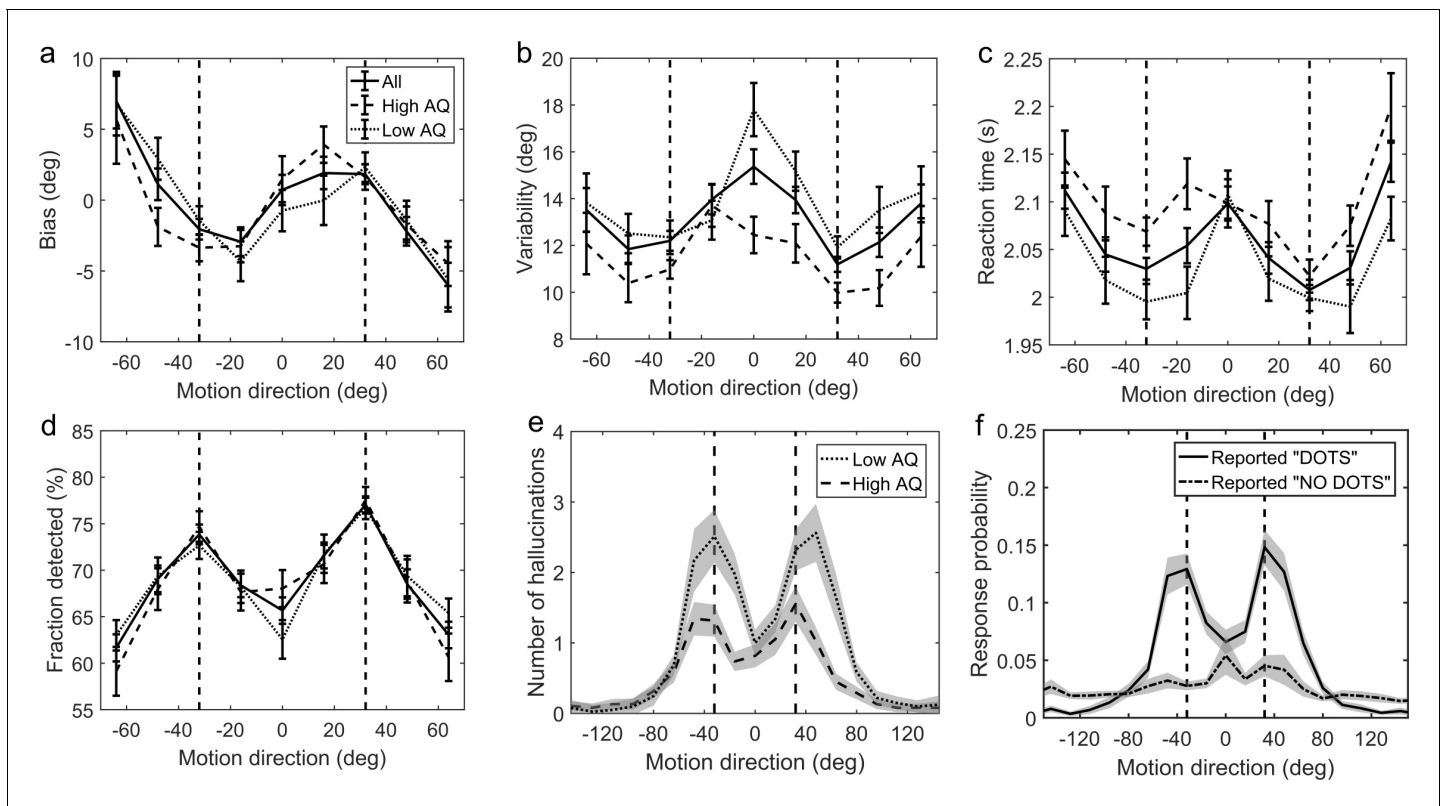 a
10
5
0
-5
-10
Bias (deg)
All
High AQ
Low AQ
-60 -40 -20 0 20 40 60
Motion direction (deg)
b
20
18
16
14
12
10
8
Variability (deg)
-60 -40 -20 0 20 40 60
Motion direction (deg)
c
2.25
2.2
2.15
2.1
2.05
2
1.95
Reaction time (s)
-60 -40 -20 0 20 40 60
Motion direction (deg)
d
85
80
75
70
65
60
55
Fraction detected (%)
-60 -40 -20 0 20 40 60
Motion direction (deg)
e
4
3
2
1
0
Number of hallucinations
Low AQ
High AQ
-120 -80 -40 0 40 80 120
Motion direction (deg)
f
0.25
0.2
0.15
0.1
0.05
0
Response probability
Reported "DOTS"
Reported "NO DOTS"
-120 -80 -40 0 40 80 120
Motion direction (deg)